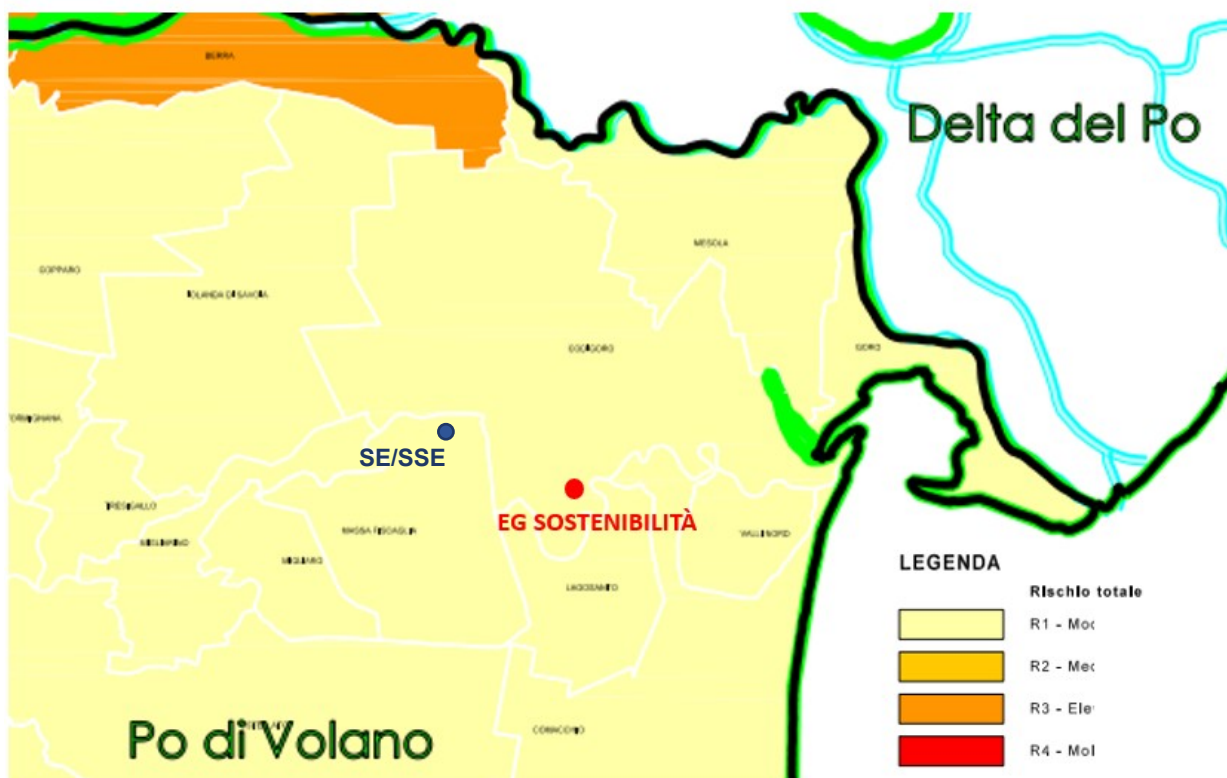 BERRA
Delta del Po
MESOLA
COPPARO
IOLANDA DI SAVOIA
CODIGORO
GORO
SE/SSE
EG SOSTENIBILITÀ
TRESIGALLO
MIGLIARINO
MASSA FISCAGLIA
MIGLIARO
VALLI NORD
LAGOSANTO
COMACCHIO
Po di Volano
LEGENDA
Rischio totale
R1 - Mod
R2 - Med
R3 - Ele
R4 - Mol